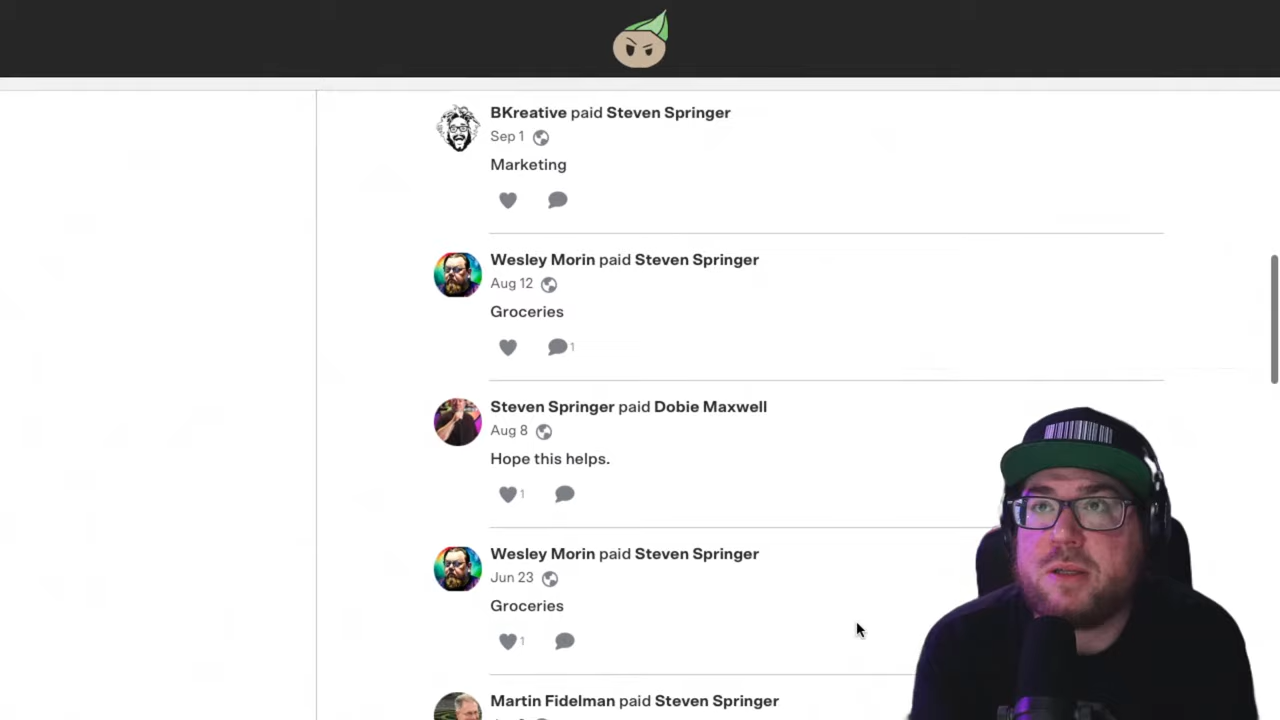 BKreative paid Steven Springer
Sep 1
Marketing
Wesley Morin paid Steven Springer
Aug 12
Groceries
1
Steven Springer paid Dobie Maxwell
Aug 8
Hope this helps.
1
Wesley Morin paid Steven Springer
Jun 23
Groceries
1
Martin Fidelman paid Steven Springer